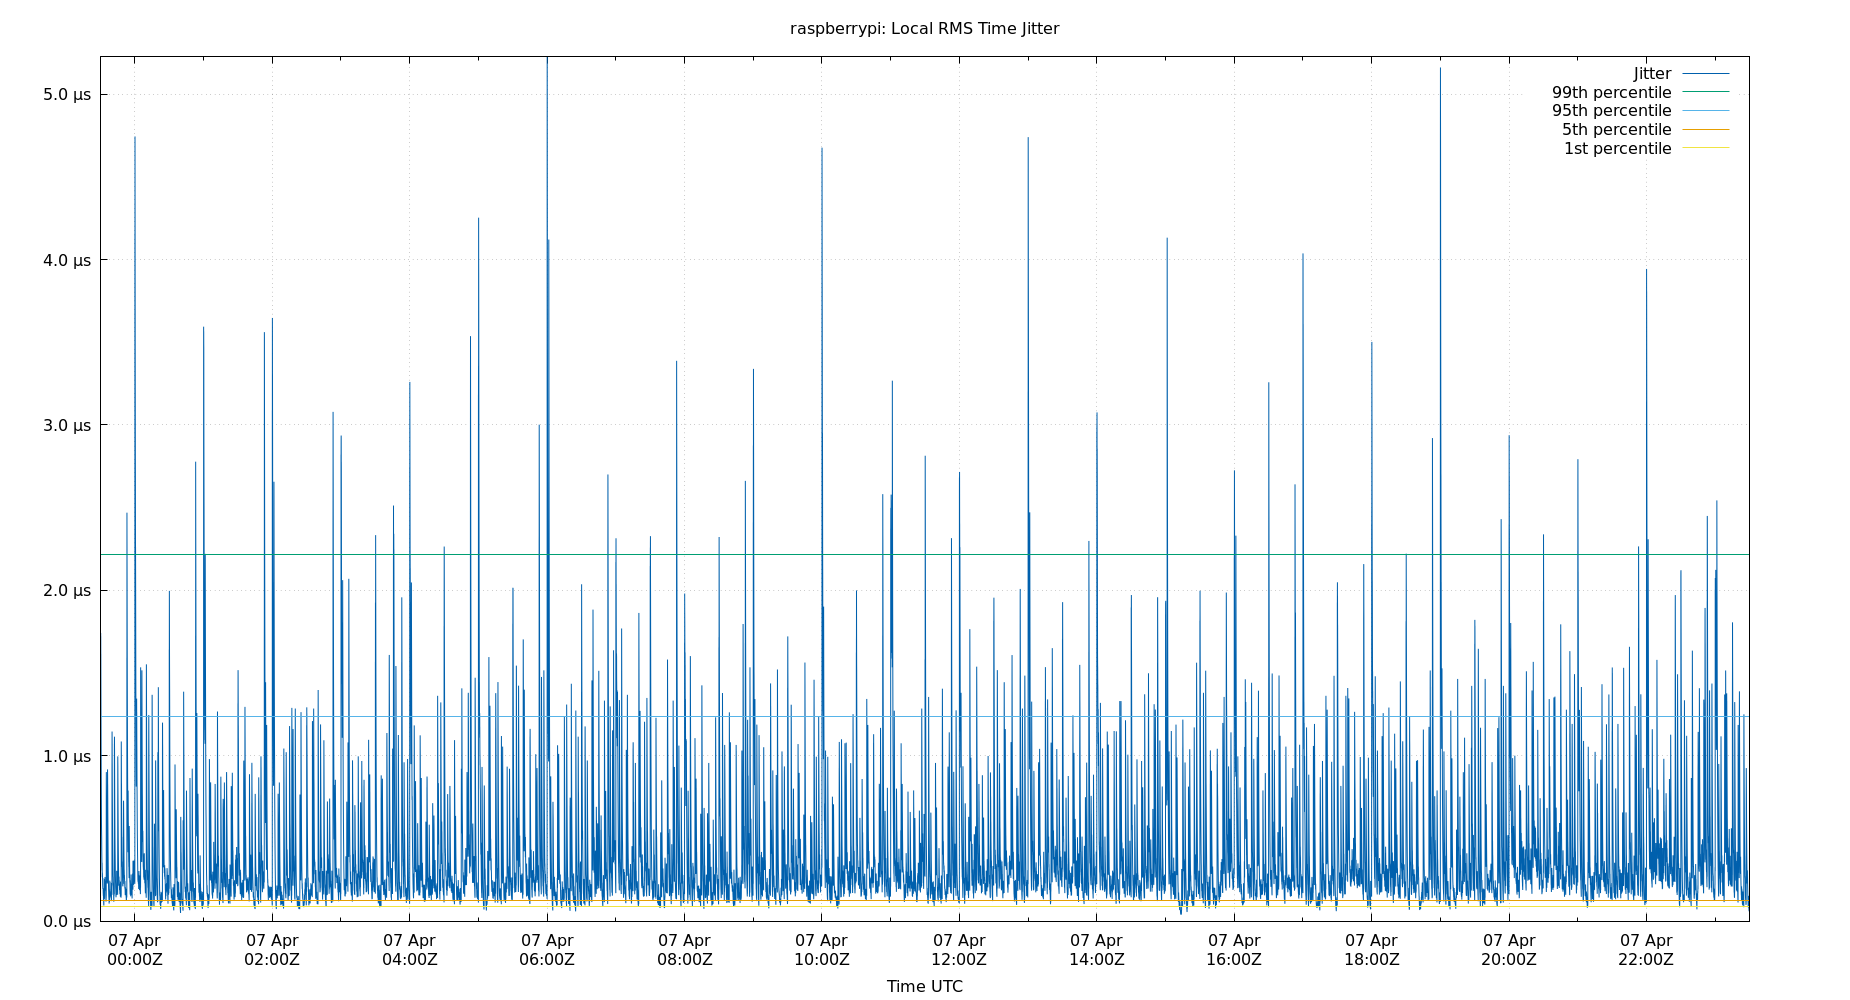 raspberrypi: Local RMS Time Jitter
Jitter
99th percentile
95th percentile
5th percentile
1st percentile
5.0 µs
4.0 µs
3.0 µs
2.0 µs
1.0 µs
0.0 µs
07 Apr 07 Apr 07 Apr 07 Apr 07 Apr 07 Apr 07 Apr 07 Apr 07 Apr 07 Apr 07 Apr 07 Apr
00:00Z 02:00Z 04:00Z 06:00Z 08:00Z 10:00Z 12:00Z 14:00Z 16:00Z 18:00Z 20:00Z 22:00Z
Time UTC